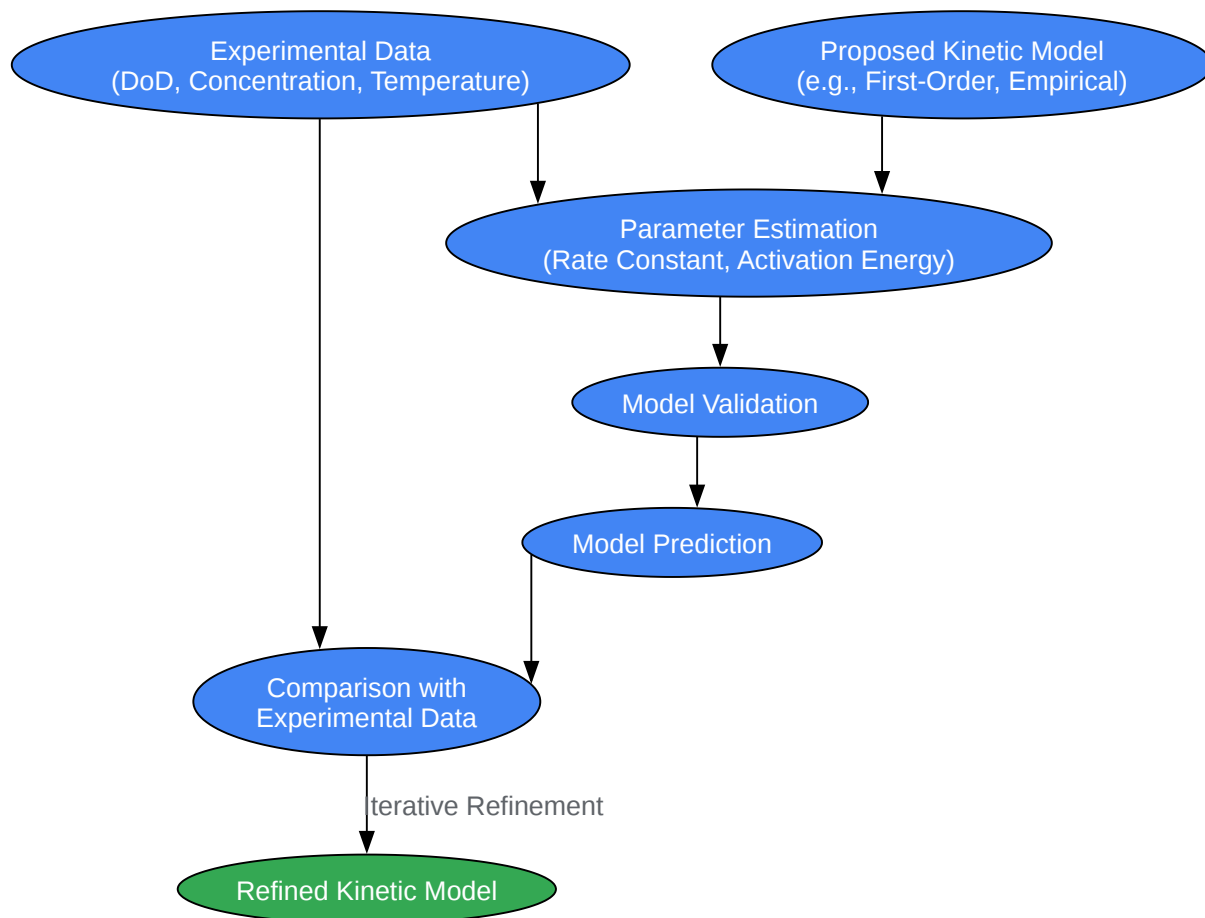 Experimental Data
(DoD, Concentration, Temperature)
Proposed Kinetic Model
(e.g., First-Order, Empirical)
Parameter Estimation
(Rate Constant, Activation Energy)
Model Validation
Model Prediction
Comparison with
Experimental Data
Iterative Refinement
Refined Kinetic Model